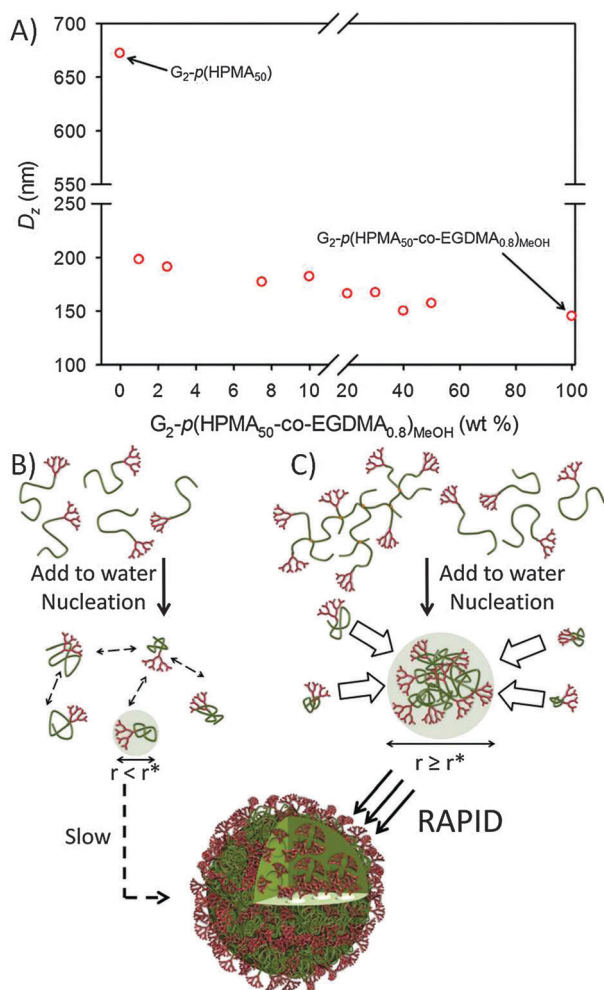 A)
700
650
600
550
250
200
150
100
D_z (nm)
G₂-p(HPMA₅₀)
G₂-p(HPMA₅₀-co-EGDMA₀.₈)MeOH
0 2 4 6 8 10 20 40 60 80 100
G₂-p(HPMA₅₀-co-EGDMA₀.₈)MeOH (wt %)
B)
Add to water
Nucleation
r < r*
Slow
C)
Add to water
Nucleation
r ≥ r*
RAPID